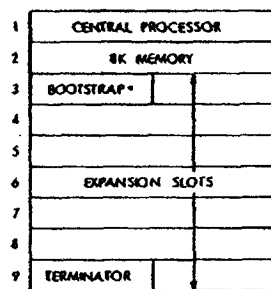 1 CENTRAL PROCESSOR
2 8K MEMORY
3 BOOTSTRAP*
4
5
6 EXPANSION SLOTS
7
8
9 TERMINATOR